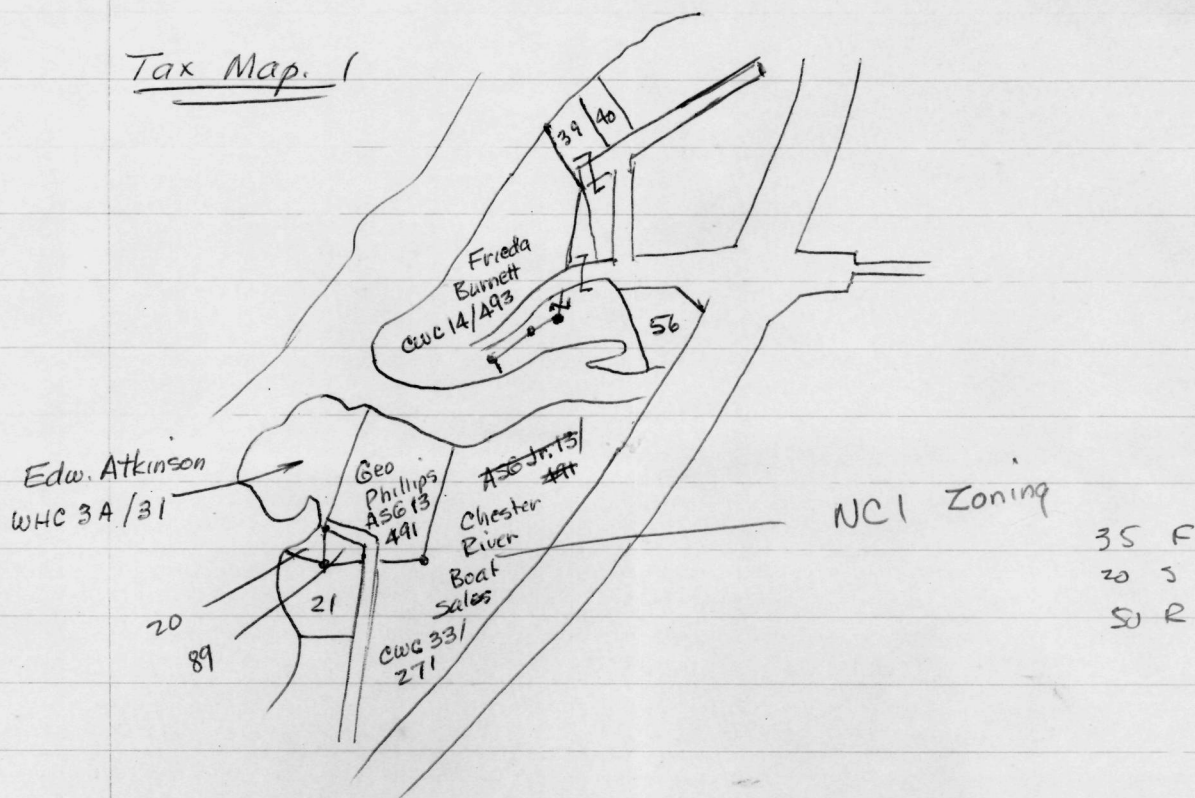 Tax Map. 1
39
40
Frieda
Burnett
CWC 14/493
56
Edw. Atkinson
WHC 3A/31
Geo
Phillips
ASG 13
491
ASG Jr. 13/
491
Chester
River
Boat
Sales
CWC 33/
271
NC1 Zoning
35 F
20 S
50 R
21
20
89